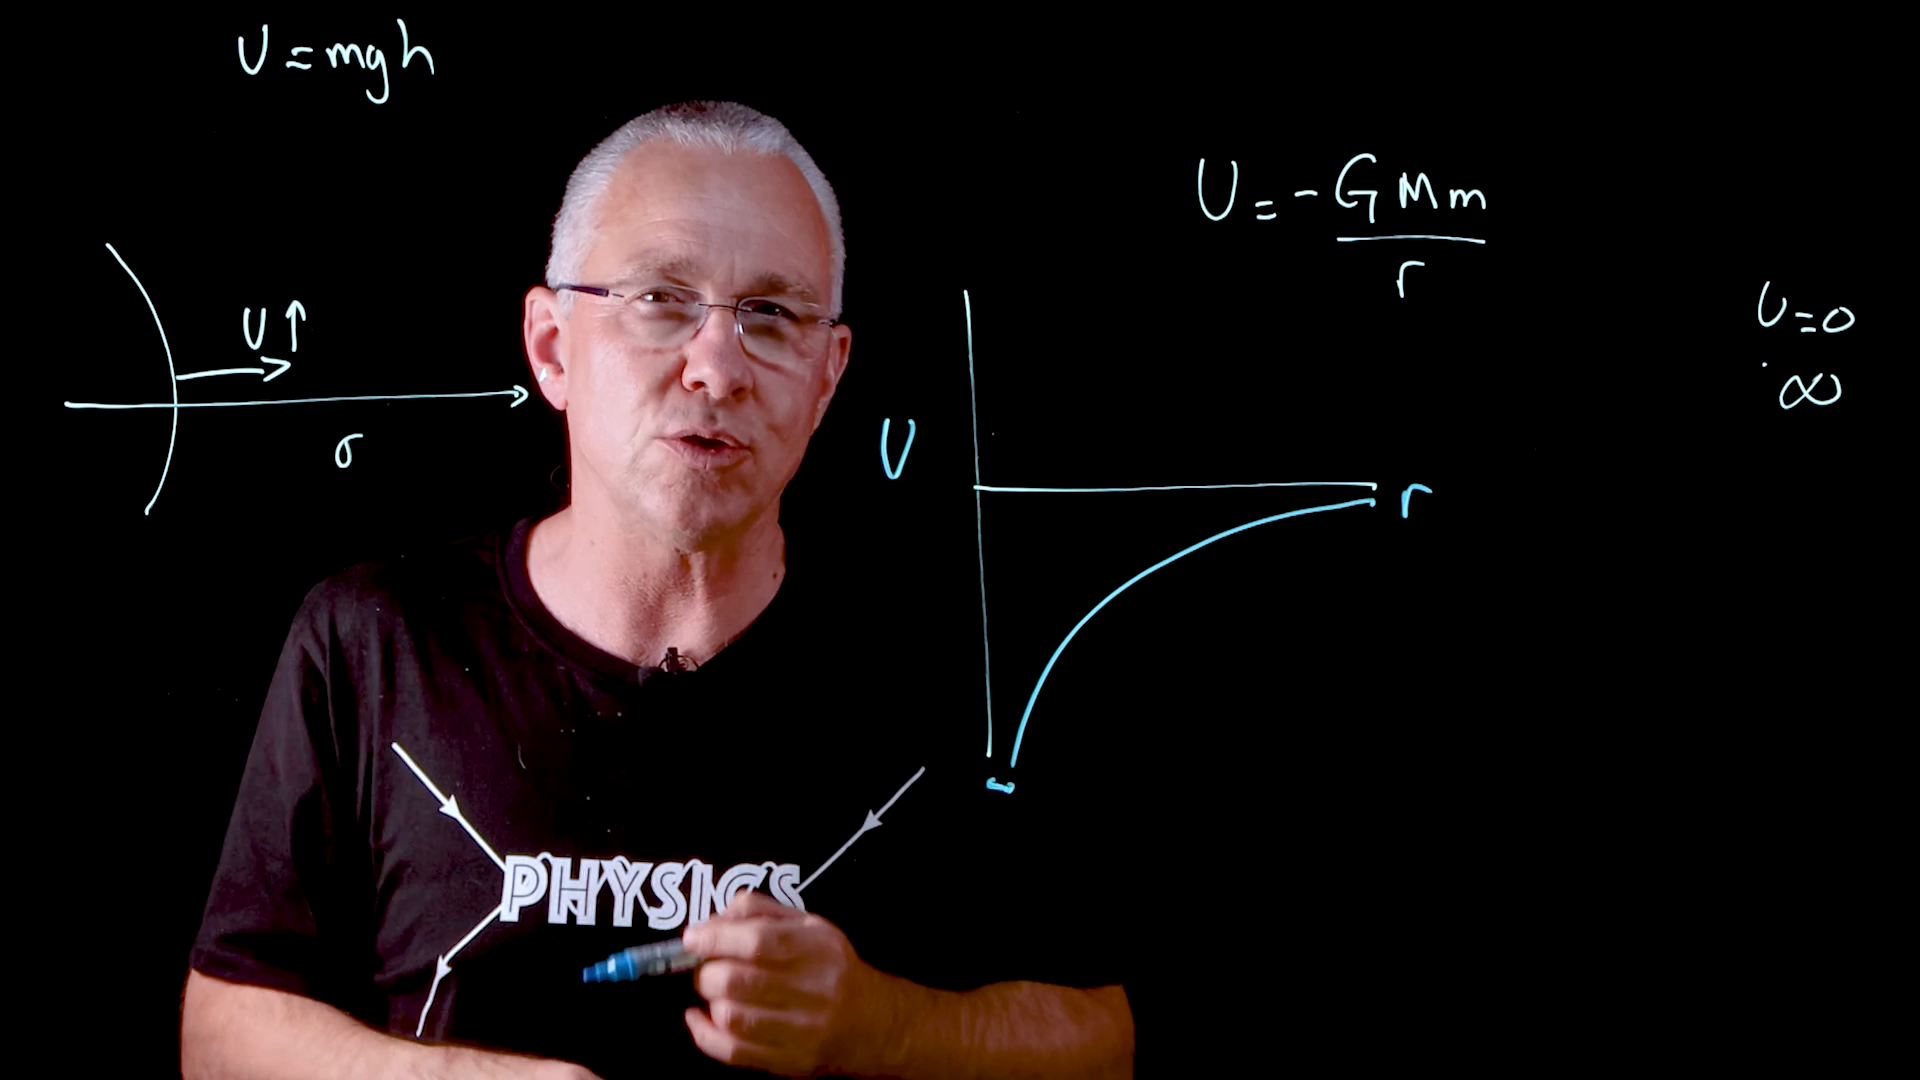 U = mgh
U = - GMm
r
U = 0
∞
U↑
r
U
r
PHYSICS